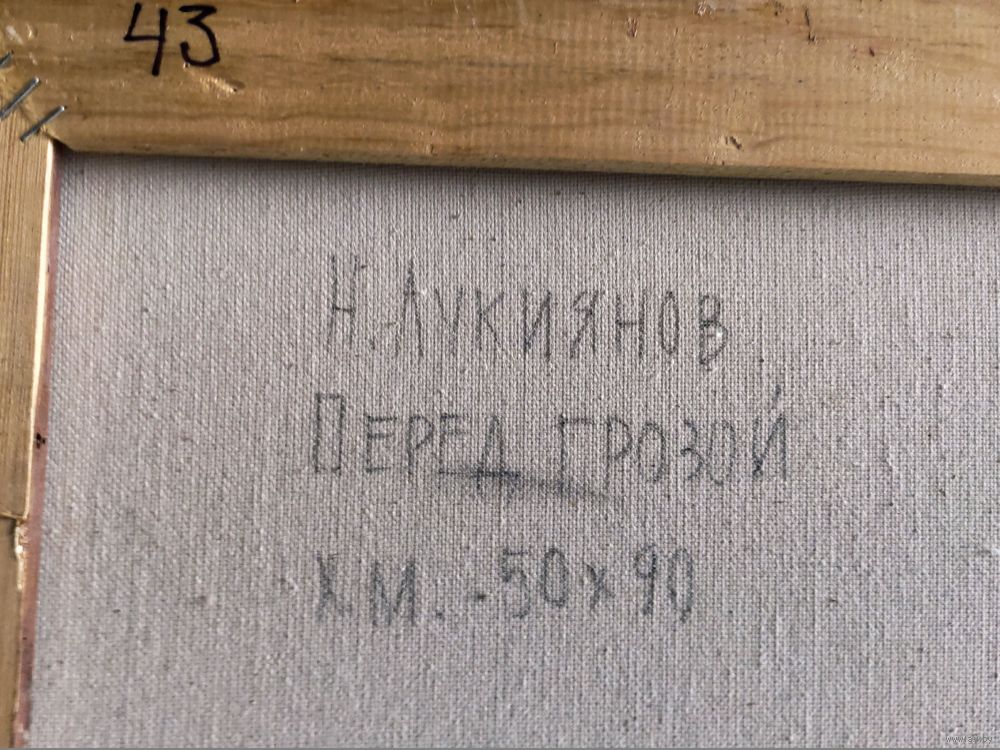 43
Н. ЛУКИЯНОВ
ПЕРЕД ГРОЗОЙ
Х М. - 50 х 90